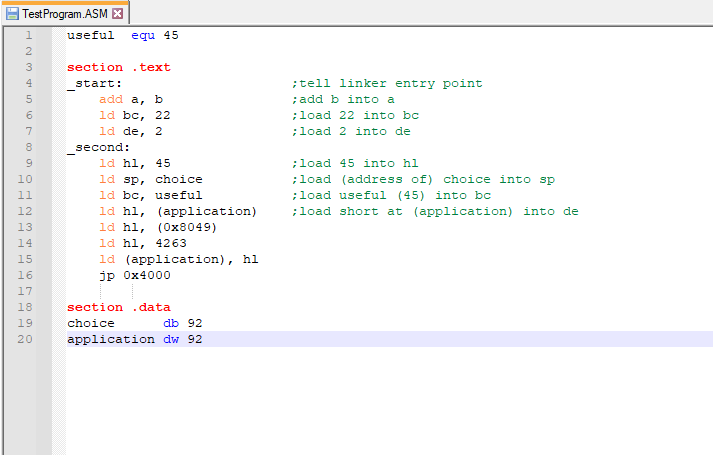 TestProgram.ASM
1 useful equ 45
2
3 section .text
4 _start: ;tell linker entry point
5 add a, b ;add b into a
6 ld bc, 22 ;load 22 into bc
7 ld de, 2 ;load 2 into de
8 _second:
9 ld hl, 45 ;load 45 into hl
10 ld sp, choice ;load (address of) choice into sp
11 ld bc, useful ;load useful (45) into bc
12 ld hl, (application) ;load short at (application) into de
13 ld hl, (0x8049)
14 ld hl, 4263
15 ld (application), hl
16 jp 0x4000
17
18 section .data
19 choice db 92
20 application dw 92